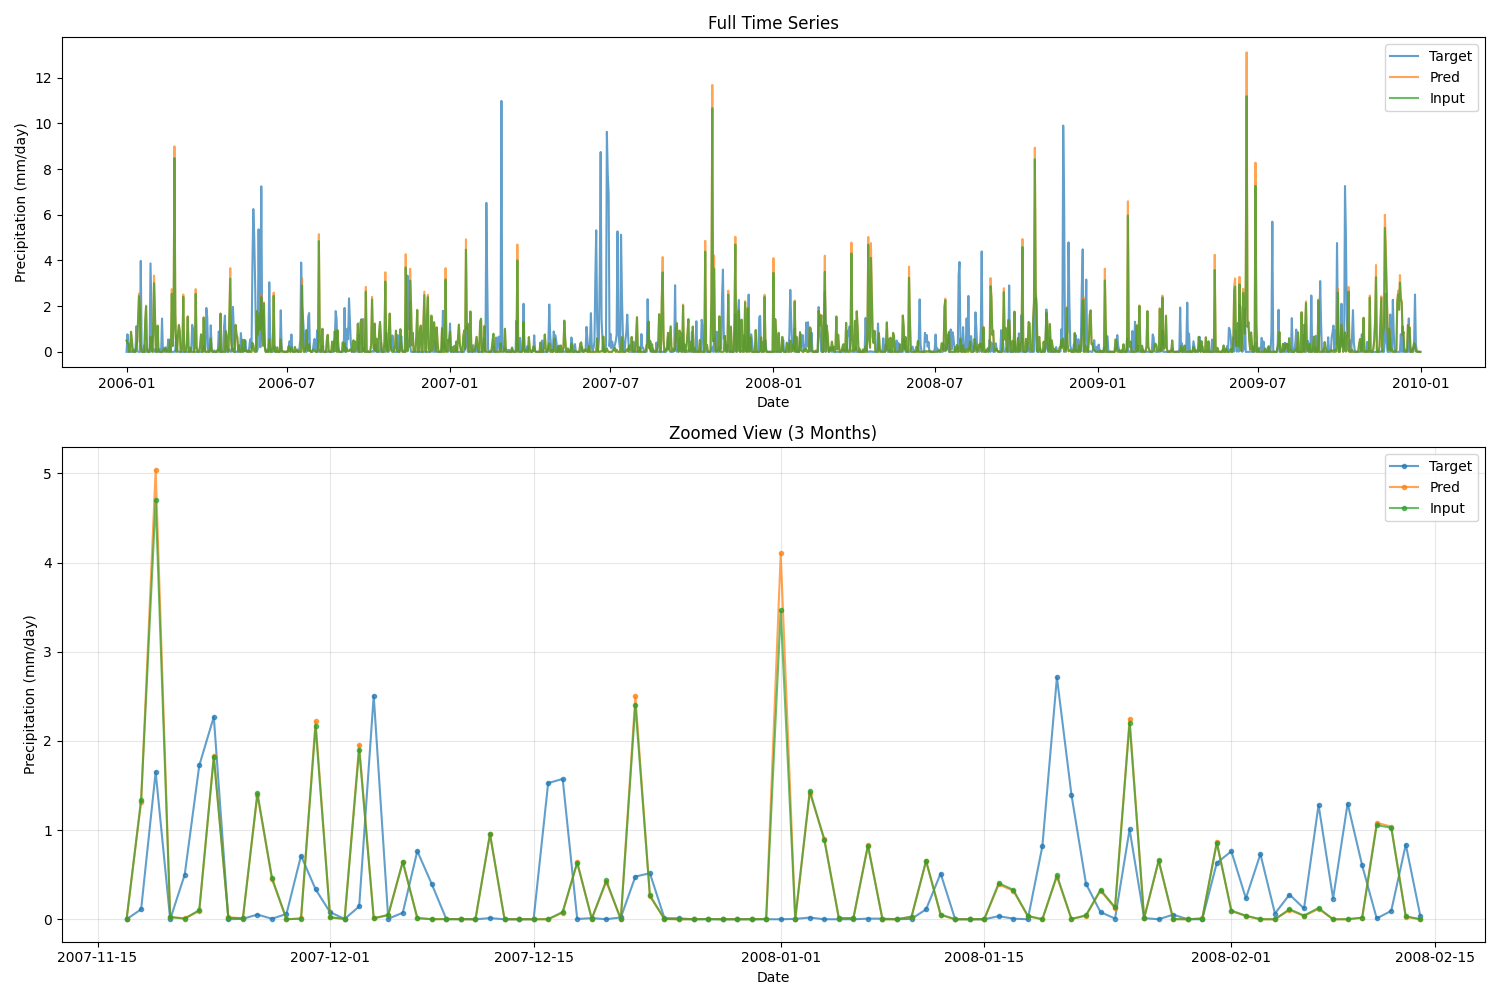 Full Time Series
Precipitation (mm/day)
12
10
8
6
4
2
0
Target
Pred
Input
2006-01
2006-07
2007-01
2007-07
2008-01
2008-07
2009-01
2009-07
2010-01
Date
Zoomed View (3 Months)
Precipitation (mm/day)
5
4
3
2
1
0
Target
Pred
Input
2007-11-15
2007-12-01
2007-12-15
2008-01-01
2008-01-15
2008-02-01
2008-02-15
Date